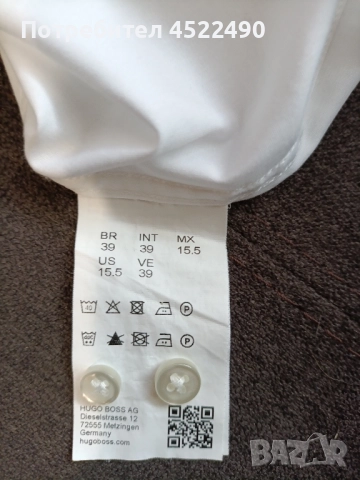 Потребител 4522490
BR INT MX
39 39 15.5
US VE
15.5 39
HUGO BOSS AG
Dieselstrasse 12
72555 Metzingen
Germany
hugoboss.com
BAZAR